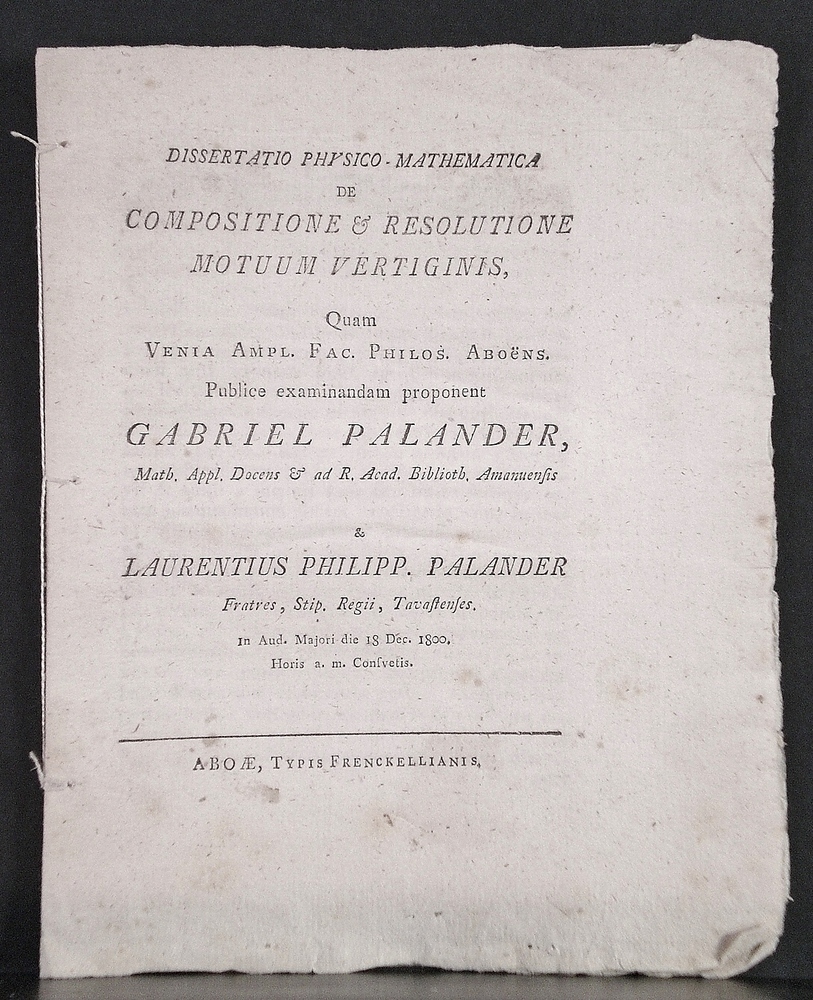 DISSERTATIO PHYSICO-MATHEMATICA
DE
COMPOSITIONE & RESOLUTIONE
MOTUUM VERTIGINIS,
Quam
VENIA AMPL. FAC. PHILOS. ABOëNS.
Publice examinandam proponent
GABRIEL PALANDER,
Math. Appl. Docens & ad R. Acad. Biblioth. Amanuenſis
&
LAURENTIUS PHILIPP. PALANDER
Fratres, Stip. Regii, Tavaſtenſes.
in Aud. Majori die 18 Dec. 1800.
Horis a. m. Conſvetis.
ABOÆ, TYPIS FRENCKELLIANIS.